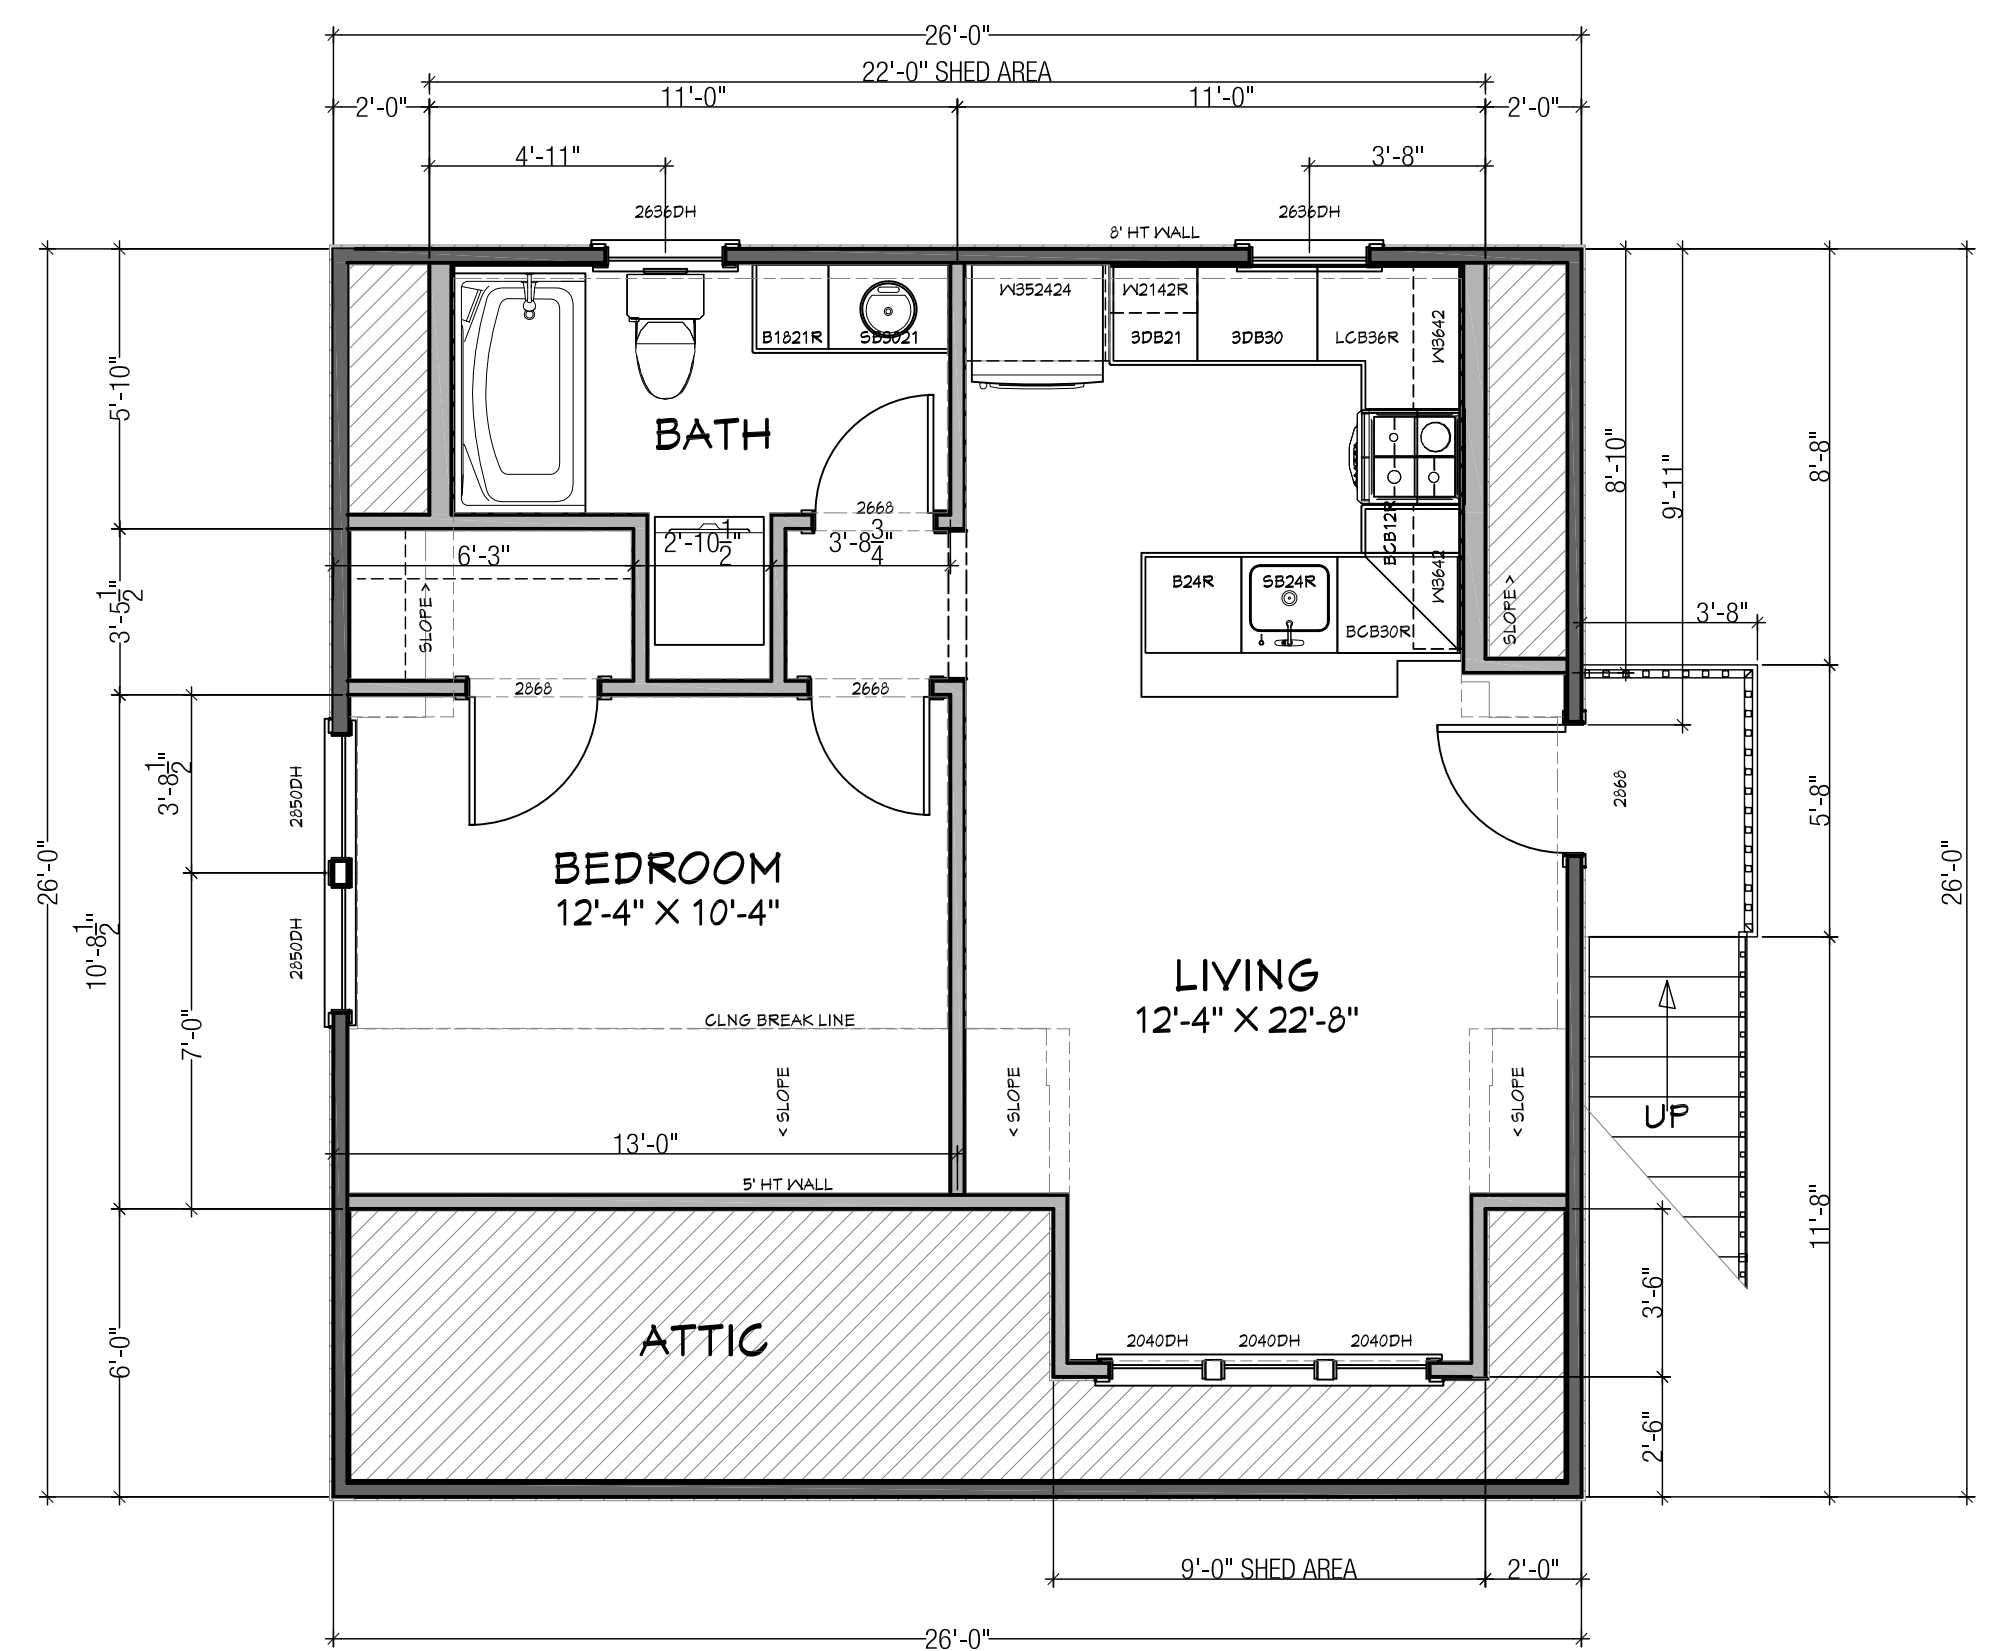 26'-0"
22'-0" SHED AREA
2'-0"
11'-0"
11'-0"
2'-0"
4'-11"
3'-8"
2636DH
2636DH
8' HT WALL
W352424
W2142R
B1821R
SB3021
3DB21
3DB30
LCB36R
W3642
5'-10"
BATH
8'-10"
9'-11"
8'-8"
2668
BCB12R
6'-3"
2'-10 1/2"
3'-8 3/4"
3'-5 1/2"
SLOPE >
B24R
SB24R
BCB30R
W3642
SLOPE >
3'-8"
2868
2668
3'-8 1/2"
2850DH
2868
5'-8"
26'-0"
BEDROOM
12'-4" X 10'-4"
26'-0"
10'-8 1/2"
2850DH
LIVING
12'-4" X 22'-8"
7'-0"
CLNG BREAK LINE
< SLOPE
< SLOPE
< SLOPE
UP
13'-0"
5' HT WALL
11'-8"
3'-6"
6'-0"
ATTIC
2040DH
2040DH
2040DH
2'-6"
9'-0" SHED AREA
2'-0"
26'-0"